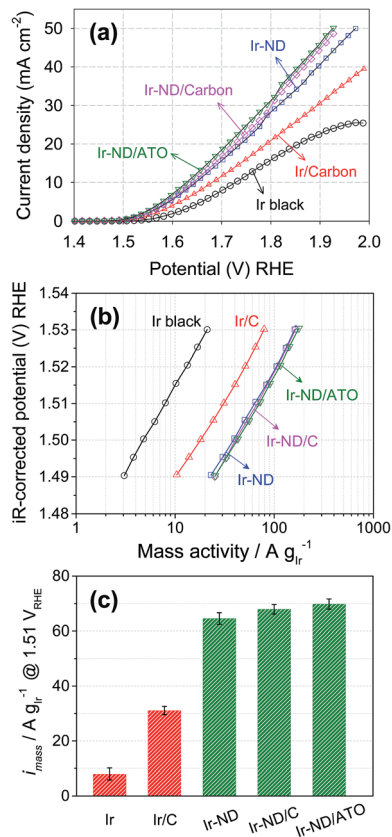 (a)
Current density (mA cm⁻²)
50
40
30
20
10
0
Ir-ND
Ir-ND/Carbon
Ir-ND/ATO
Ir/Carbon
Ir black
1.4 1.5 1.6 1.7 1.8 1.9 2.0
Potential (V) RHE
(b)
iR-corrected potential (V) RHE
1.54
1.53
1.52
1.51
1.50
1.49
1.48
Ir black
Ir/C
Ir-ND/ATO
Ir-ND/C
Ir-ND
1 10 100 1000
Mass activity / A gIr⁻¹
(c)
imass / A gIr⁻¹ @ 1.51 VRHE
80
60
40
20
0
Ir Ir/C Ir-ND Ir-ND/C Ir-ND/ATO